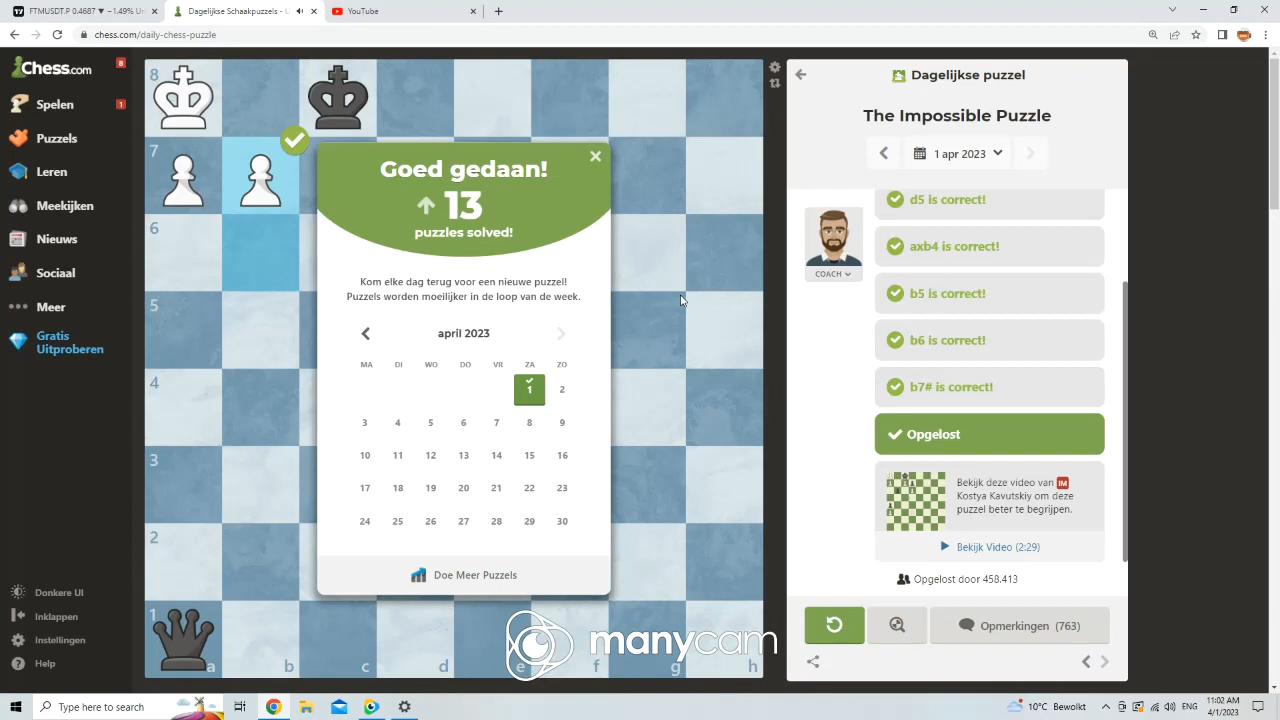 FTMUSDT.P 0.4687 ▼ −1.49% Un
Dagelijkse Schaakpuzzels - U
YouTube
chess.com/daily-chess-puzzle
Chess.com
8
Spelen
1
Puzzels
Leren
Meekijken
Nieuws
Sociaal
Meer
Gratis
Uitproberen
Donkere UI
Inklappen
Instellingen
Help
8
7
6
5
4
3
2
1
a
b
c
d
e
f
g
h
Goed gedaan!
13
puzzles solved!
Kom elke dag terug voor een nieuwe puzzel!
Puzzels worden moeilijker in de loop van de week.
april 2023
MA DI WO DO VR ZA ZO
1 2
3 4 5 6 7 8 9
10 11 12 13 14 15 16
17 18 19 20 21 22 23
24 25 26 27 28 29 30
Doe Meer Puzzels
manycam
Dagelijkse puzzel
The Impossible Puzzle
1 apr 2023
COACH
d5 is correct!
axb4 is correct!
b5 is correct!
b6 is correct!
b7# is correct!
Opgelost
Bekijk deze video van IM
Kostya Kavutskiy om deze
puzzel beter te begrijpen.
Bekijk Video (2:29)
Opgelost door 458.413
Opmerkingen (763)
Type here to search
10°C Bewolkt
11:02 AM
4/1/2023